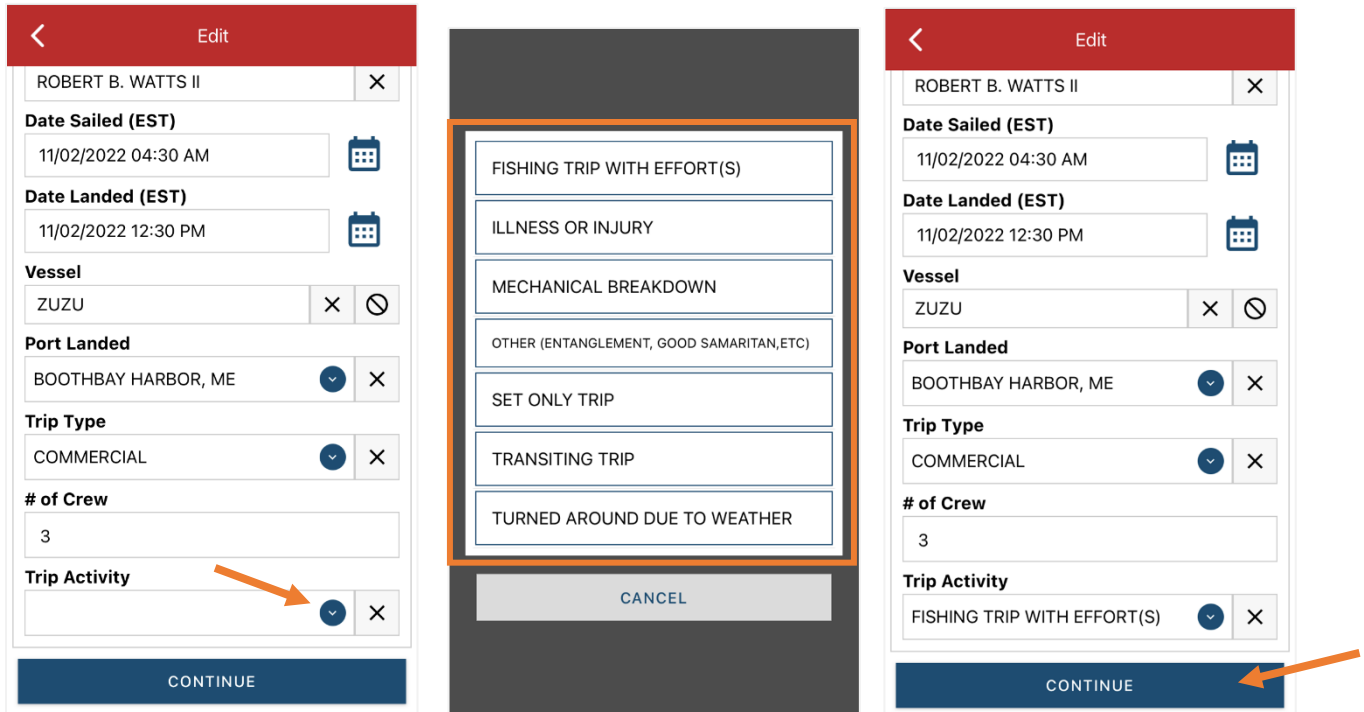 Edit
ROBERT B. WATTS II
Date Sailed (EST)
11/02/2022 04:30 AM
Date Landed (EST)
11/02/2022 12:30 PM
Vessel
ZUZU
Port Landed
BOOTHBAY HARBOR, ME
Trip Type
COMMERCIAL
# of Crew
3
Trip Activity
CONTINUE
FISHING TRIP WITH EFFORT(S)
ILLNESS OR INJURY
MECHANICAL BREAKDOWN
OTHER (ENTANGLEMENT, GOOD SAMARITAN,ETC)
SET ONLY TRIP
TRANSITING TRIP
TURNED AROUND DUE TO WEATHER
CANCEL
Edit
ROBERT B. WATTS II
Date Sailed (EST)
11/02/2022 04:30 AM
Date Landed (EST)
11/02/2022 12:30 PM
Vessel
ZUZU
Port Landed
BOOTHBAY HARBOR, ME
Trip Type
COMMERCIAL
# of Crew
3
Trip Activity
FISHING TRIP WITH EFFORT(S)
CONTINUE